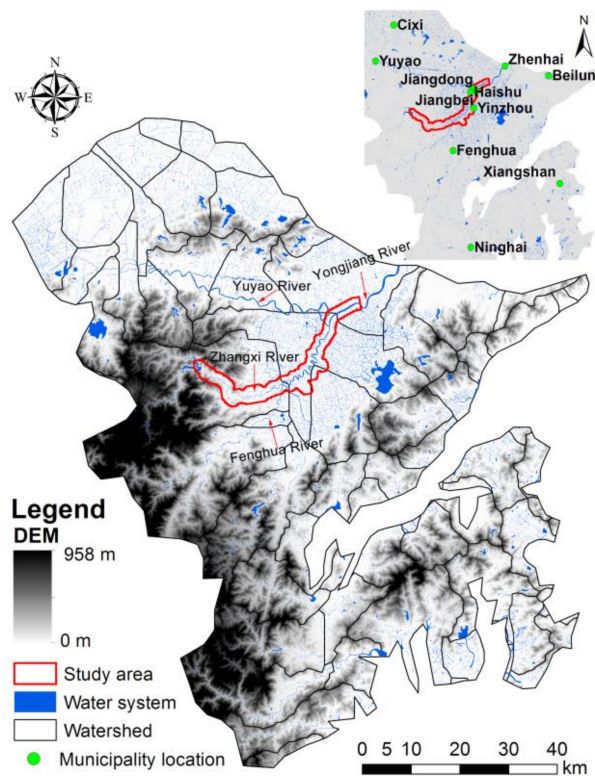 Cixi
N
Yuyao
Zhenhai
Beilun
Jiangdong
Haishu
Jiangbei
Yinzhou
Fenghua
Xiangshan
Ninghai
N
W E
S
Yongjiang River
Yuyao River
Zhangxi River
Fenghua River
Legend
DEM
958 m
0 m
Study area
Water system
Watershed
Municipality location
0 5 10 20 30 40
km